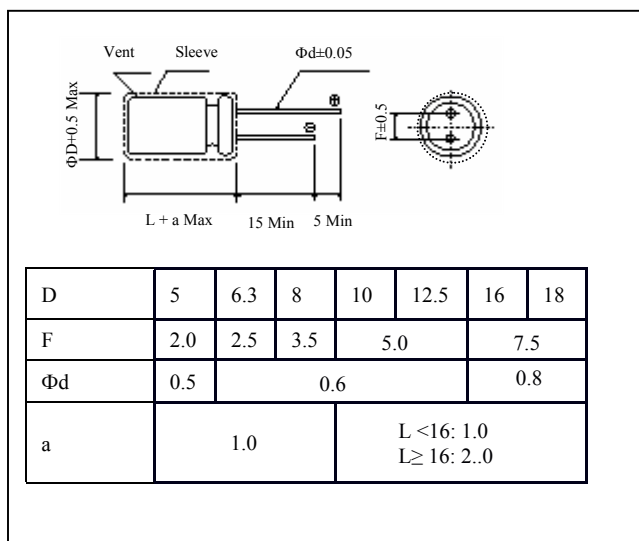 Vent Sleeve Φd±0.05
ΦD+0.5 Max
F±0.5
L + a Max 15 Min 5 Min
D 5 6.3 8 10 12.5 16 18
F 2.0 2.5 3.5 5.0 7.5
Φd 0.5 0.6 0.8
a 1.0 L <16: 1.0
L≥ 16: 2..0